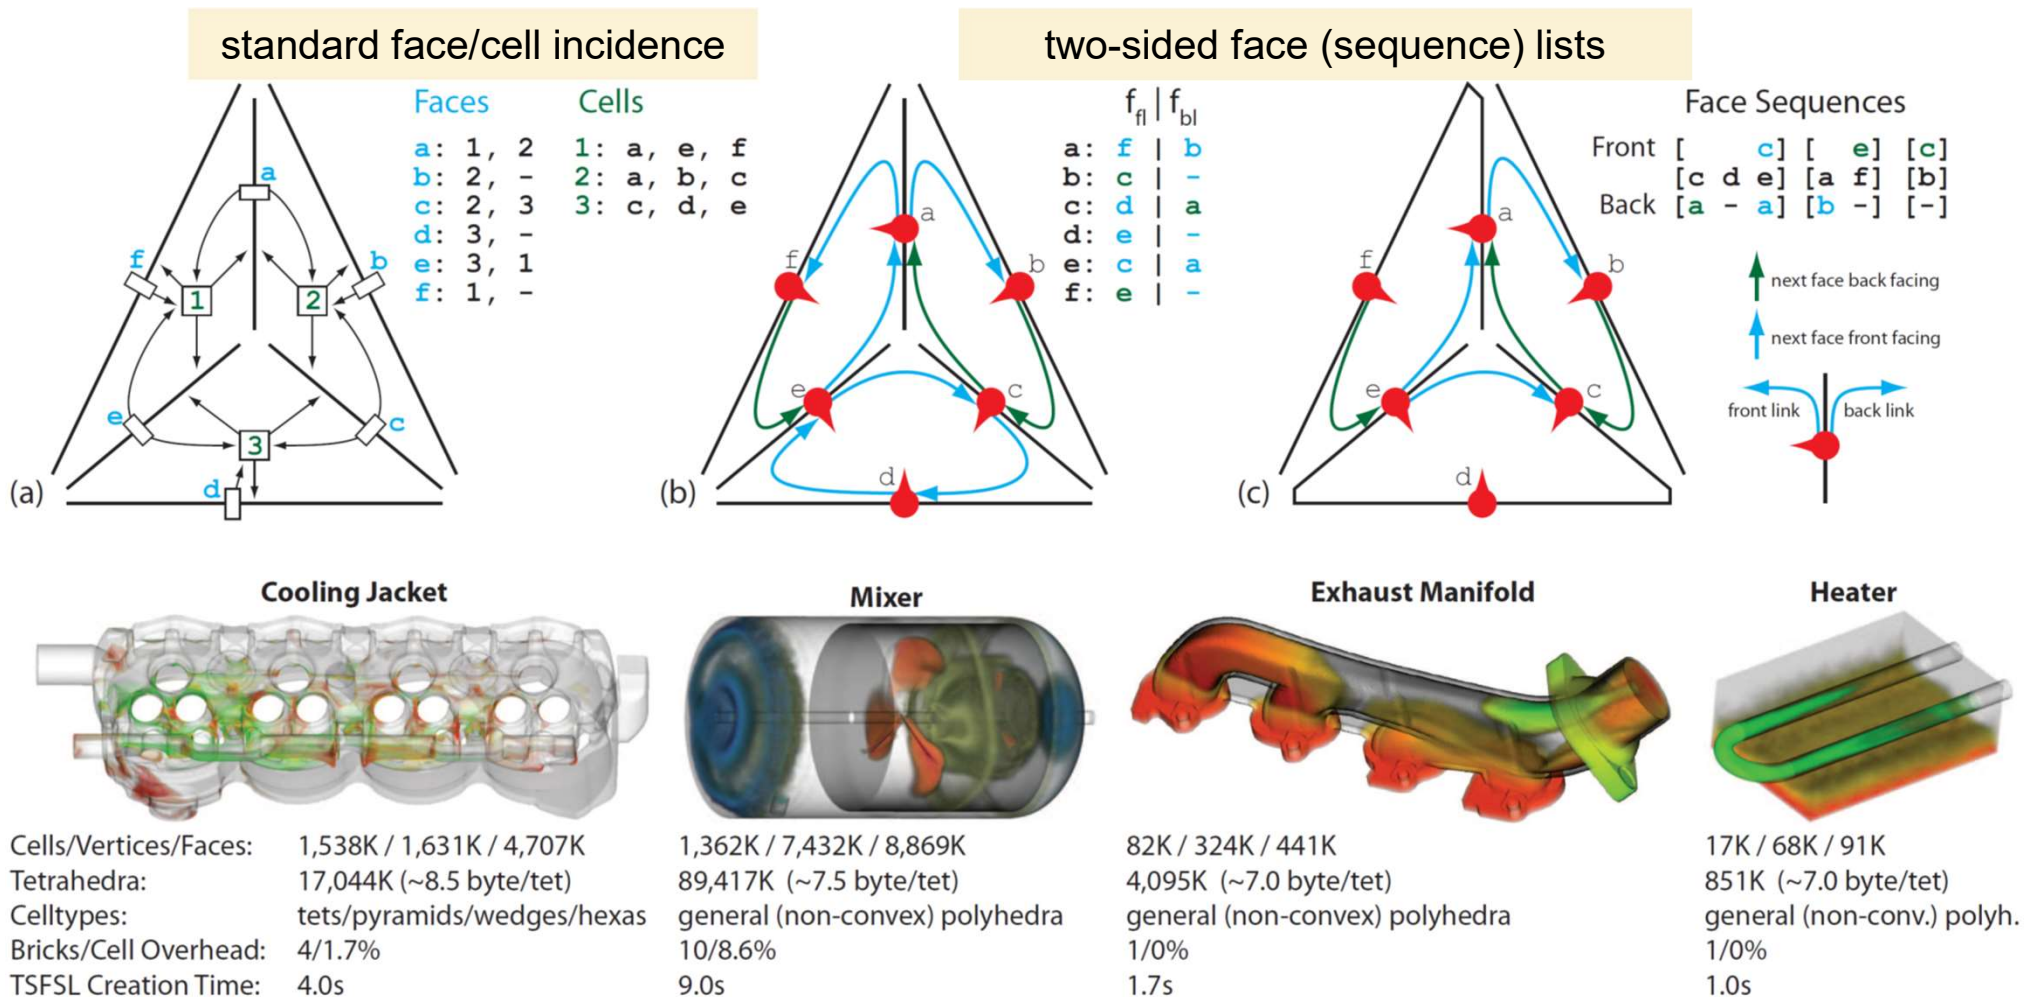 standard face/cell incidence
two-sided face (sequence) lists
Faces Cells
a: 1, 2 1: a, e, f
b: 2, - 2: a, b, c
c: 2, 3 3: c, d, e
d: 3, -
e: 3, 1
f: 1, -
a
f
b
1
2
e
c
3
d
(a)
f_fl | f_bl
a: f | b
b: c | -
c: d | a
d: e | -
e: c | a
f: e | -
a
f
b
e
c
d
(b)
a
f
b
e
c
d
(c)
Face Sequences
Front [ c] [ e] [c]
[c d e] [a f] [b]
Back [a - a] [b -] [-]
next face back facing
next face front facing
front link back link
Cooling Jacket Mixer Exhaust Manifold Heater
Cells/Vertices/Faces: 1,538K / 1,631K / 4,707K 1,362K / 7,432K / 8,869K 82K / 324K / 441K 17K / 68K / 91K
Tetrahedra: 17,044K (~8.5 byte/tet) 89,417K (~7.5 byte/tet) 4,095K (~7.0 byte/tet) 851K (~7.0 byte/tet)
Celltypes: tets/pyramids/wedges/hexas general (non-convex) polyhedra general (non-convex) polyhedra general (non-conv.) polyh.
Bricks/Cell Overhead: 4/1.7% 10/8.6% 1/0% 1/0%
TSFSL Creation Time: 4.0s 9.0s 1.7s 1.0s